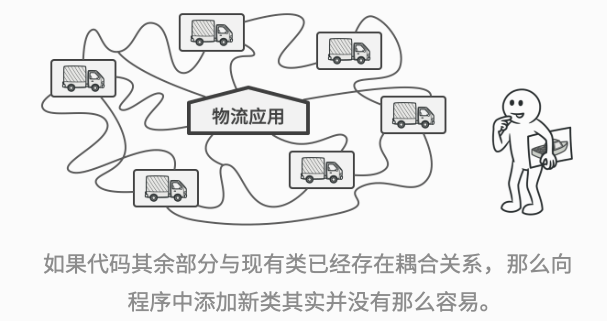 物流应用
如果代码其余部分与现有类已经存在耦合关系，那么向
程序中添加新类其实并没有那么容易。